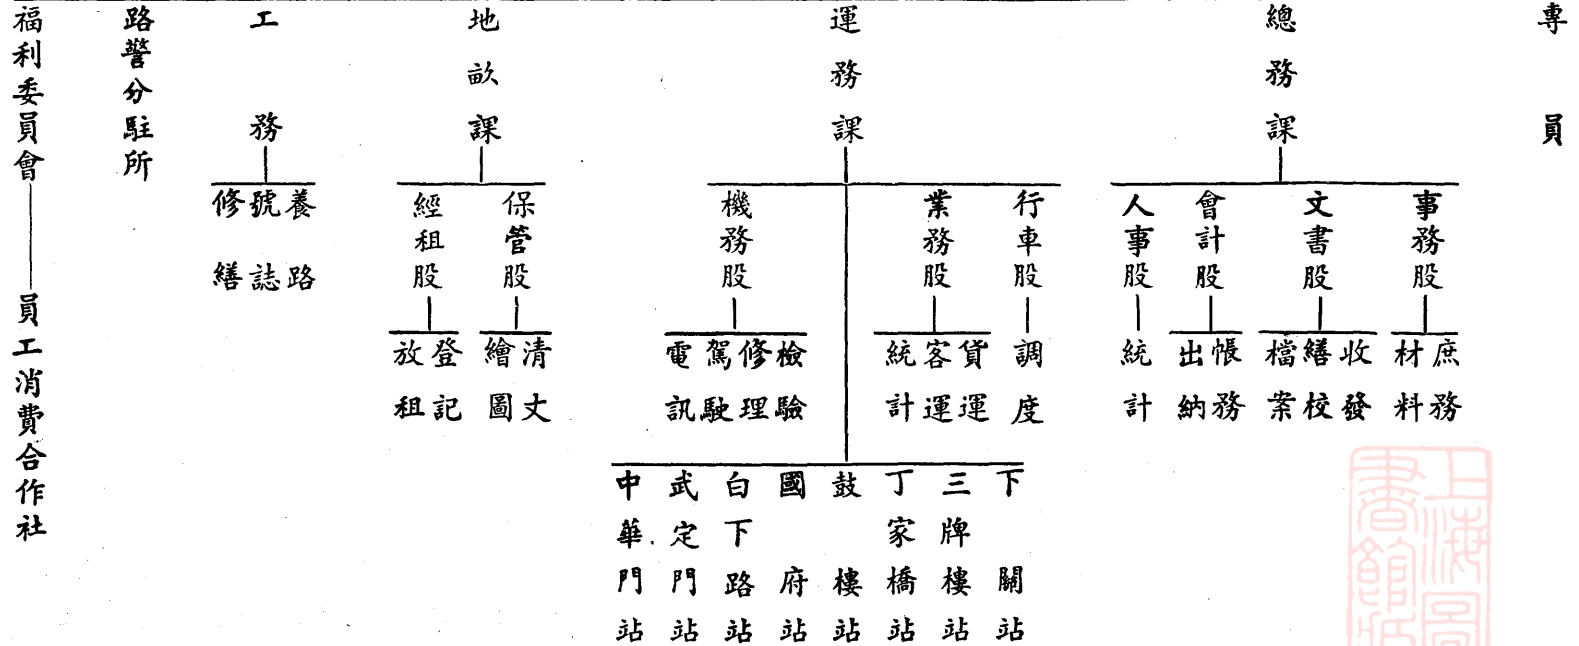 專員
總務課
事務股
庶務
材料
文書股
收發
繕校
檔案
會計股
帳務
出納
人事股
統計
運務課
行車股
調度
業務股
貨運
客運
統計
機務股
檢驗
修理
駕駛
電訊
下關站
三牌樓站
丁家橋站
鼓樓站
國府站
白下路站
武定門站
中華門站
地畝課
保管股
清丈
繪圖
經租股
登記
放租
工務
養路
號誌
修繕
路警分駐所
福利委員會——員工消費合作社
上海圖
書館藏